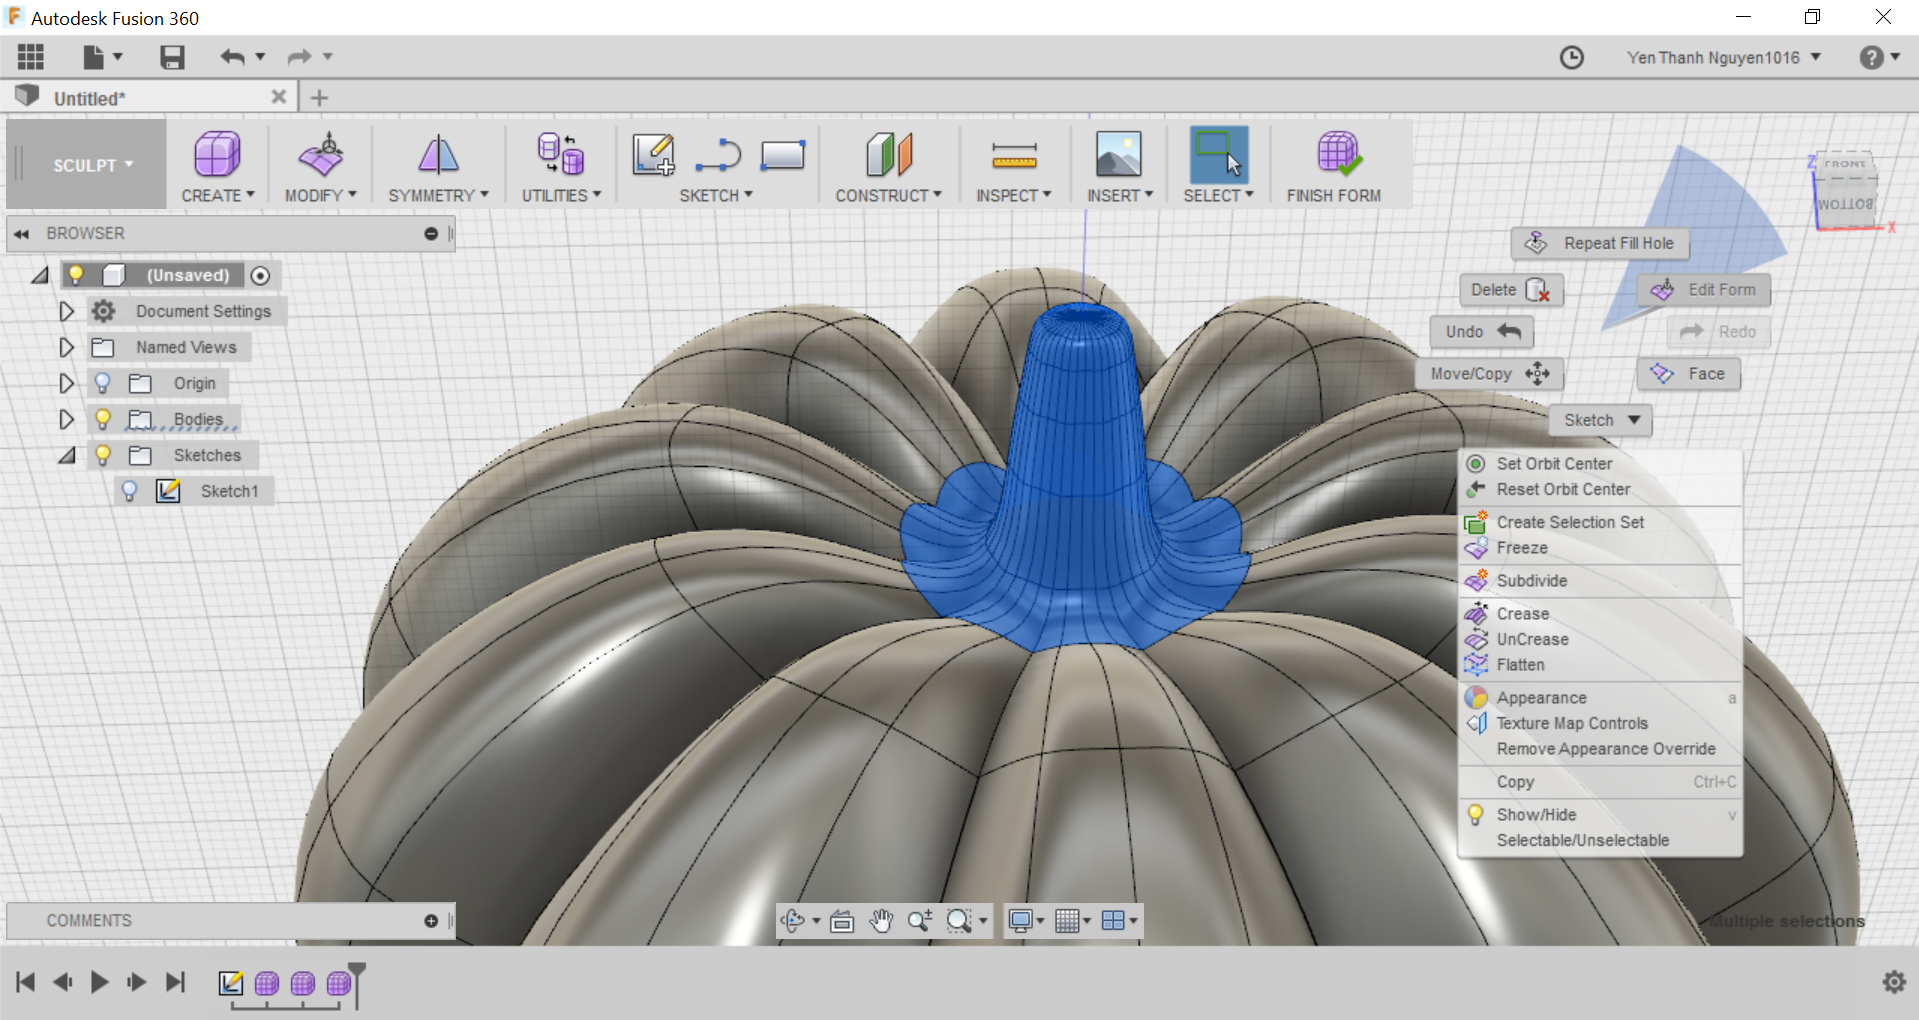 Autodesk Fusion 360
Yen Thanh Nguyen1016
Untitled*
SCULPT
CREATE
MODIFY
SYMMETRY
UTILITIES
SKETCH
CONSTRUCT
INSPECT
INSERT
SELECT
FINISH FORM
Z
FRONT
BOTTOM
X
BROWSER
(Unsaved)
Document Settings
Named Views
Origin
Bodies
Sketches
Sketch1
Repeat Fill Hole
Delete
Edit Form
Undo
Redo
Move/Copy
Face
Sketch
Set Orbit Center
Reset Orbit Center
Create Selection Set
Freeze
Subdivide
Crease
UnCrease
Flatten
Appearance a
Texture Map Controls
Remove Appearance Override
Copy Ctrl+C
Show/Hide v
Selectable/Unselectable
COMMENTS
Multiple selections